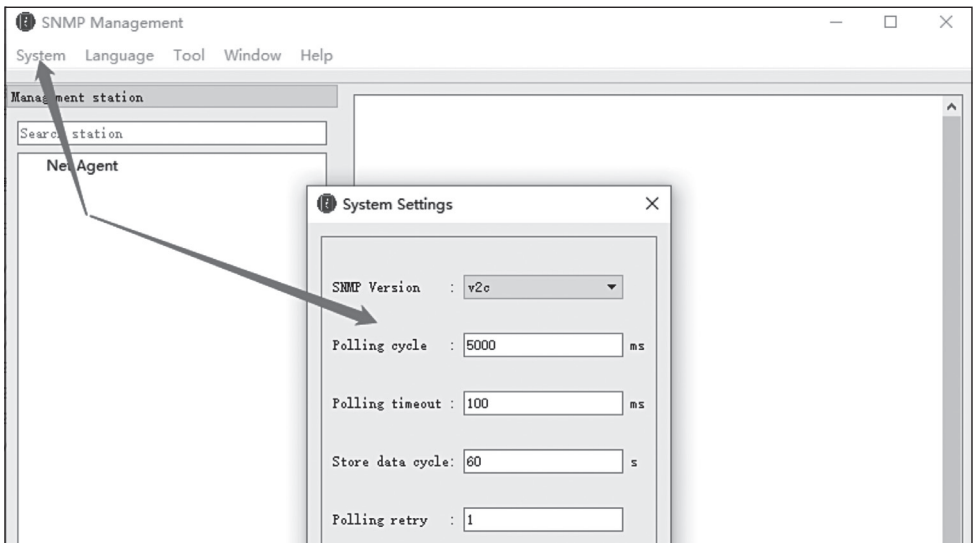 SNMP Management
System Language Tool Window Help
Management station
Search station
Net Agent
System Settings
SNMP Version : v2c
Polling cycle : 5000 ms
Polling timeout : 100 ms
Store data cycle: 60 s
Polling retry : 1